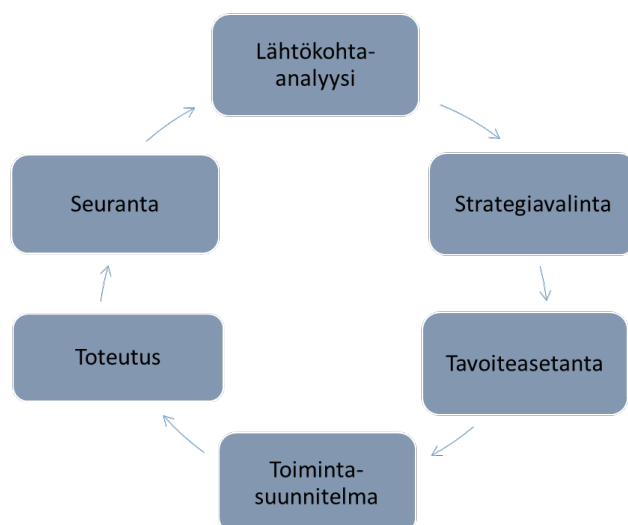 Lähtökohta-
analyysi
Strategiavalinta
Tavoiteasetanta
Toiminta-
suunnitelma
Toteutus
Seuranta